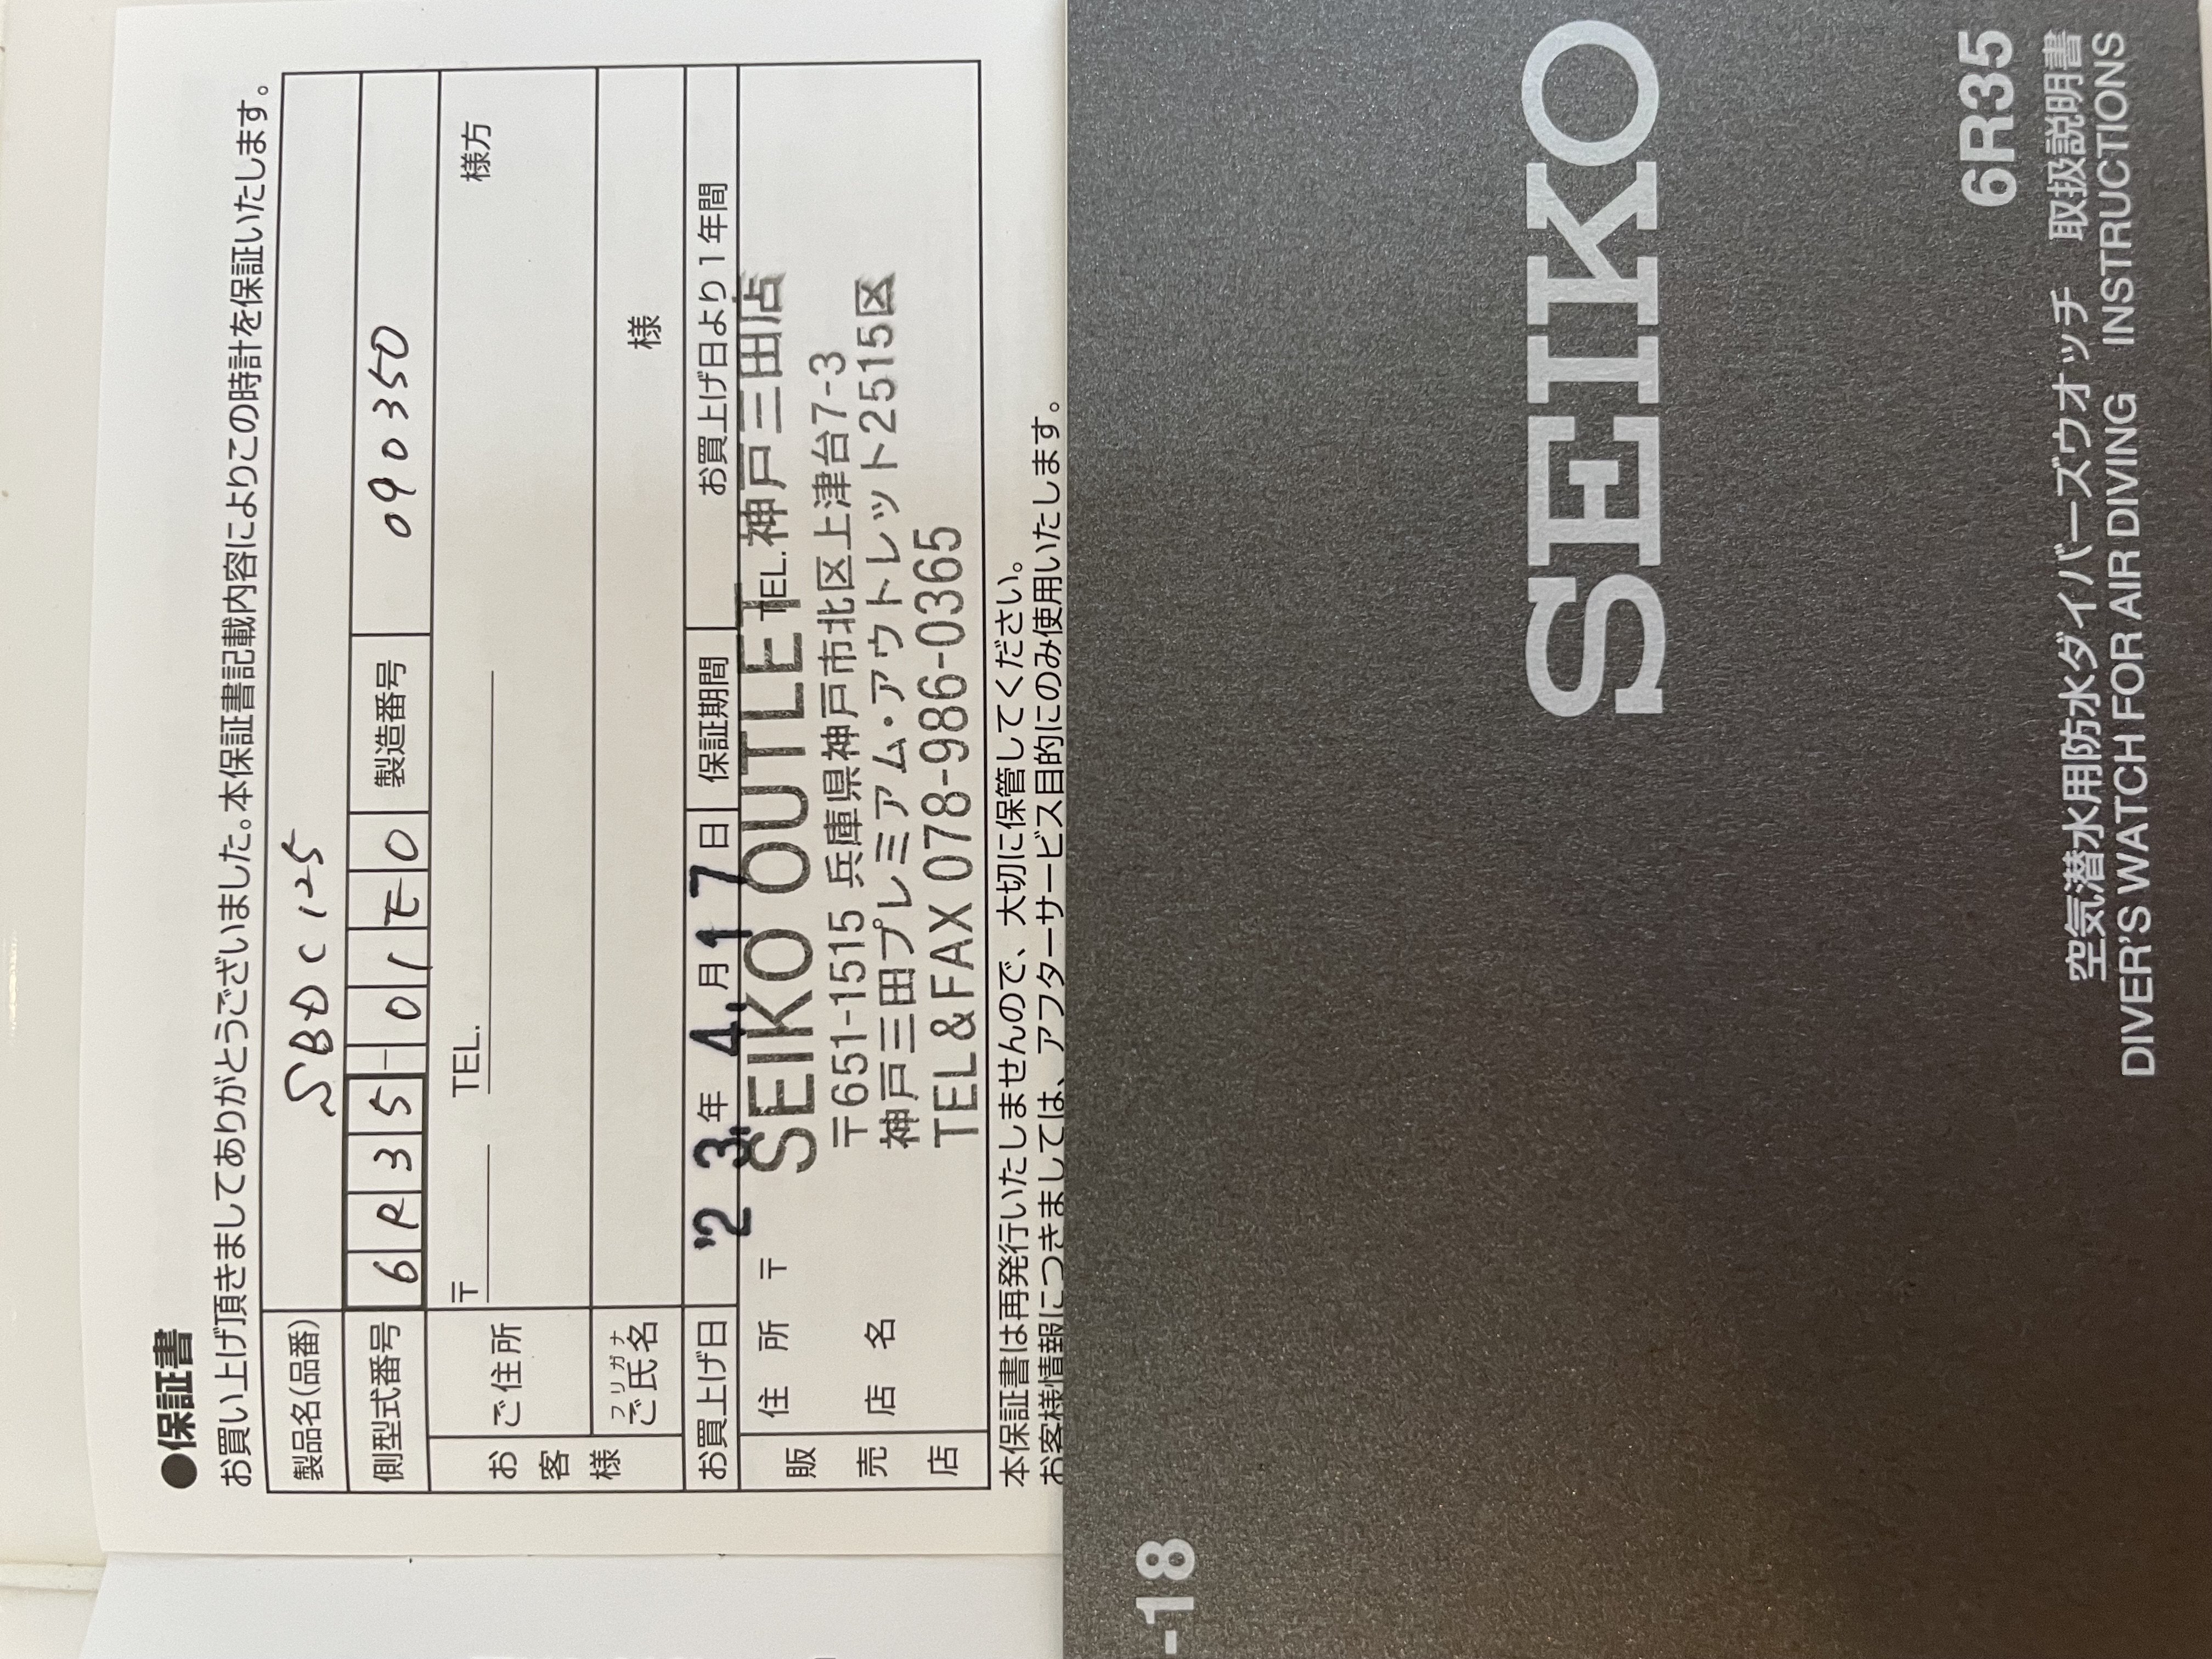 ●保証書
お買い上げ頂きましてありがとうございました。本保証書記載内容によりこの時計を保証いたします。
製品名(品番) SBDC125
側型式番号 6R35-01E0 製造番号 090350
お客様 ご住所 〒 TEL. 様方
フリガナ
ご氏名 様
お買上げ日 '23年4月17日 保証期間 お買上げ日より1年間
販売店 住所 〒 TEL.
店名
SEIKO OUTLET 神戸三田店
〒651-1515 兵庫県神戸市北区上津台7-3
神戸三田プレミアム・アウトレット2515区
TEL&FAX 078-986-0365
本保証書は再発行いたしませんので、大切に保管してください。
お客様情報につきましては、アフターサービス目的にのみ使用いたします。
-18
SEIKO
6R35
空気潜水用防水ダイバーズウオッチ 取扱説明書
DIVER'S WATCH FOR AIR DIVING INSTRUCTIONS